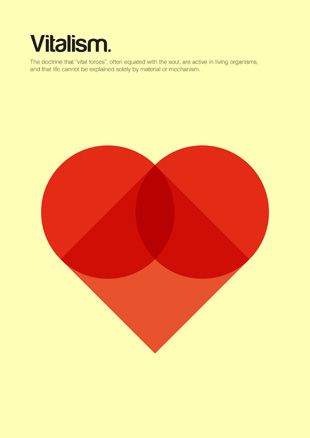 Vitalism.
The doctrine that "vital forces", often equated with the soul, are active in living organisms,
and that life cannot be explained solely by material or mechanism.